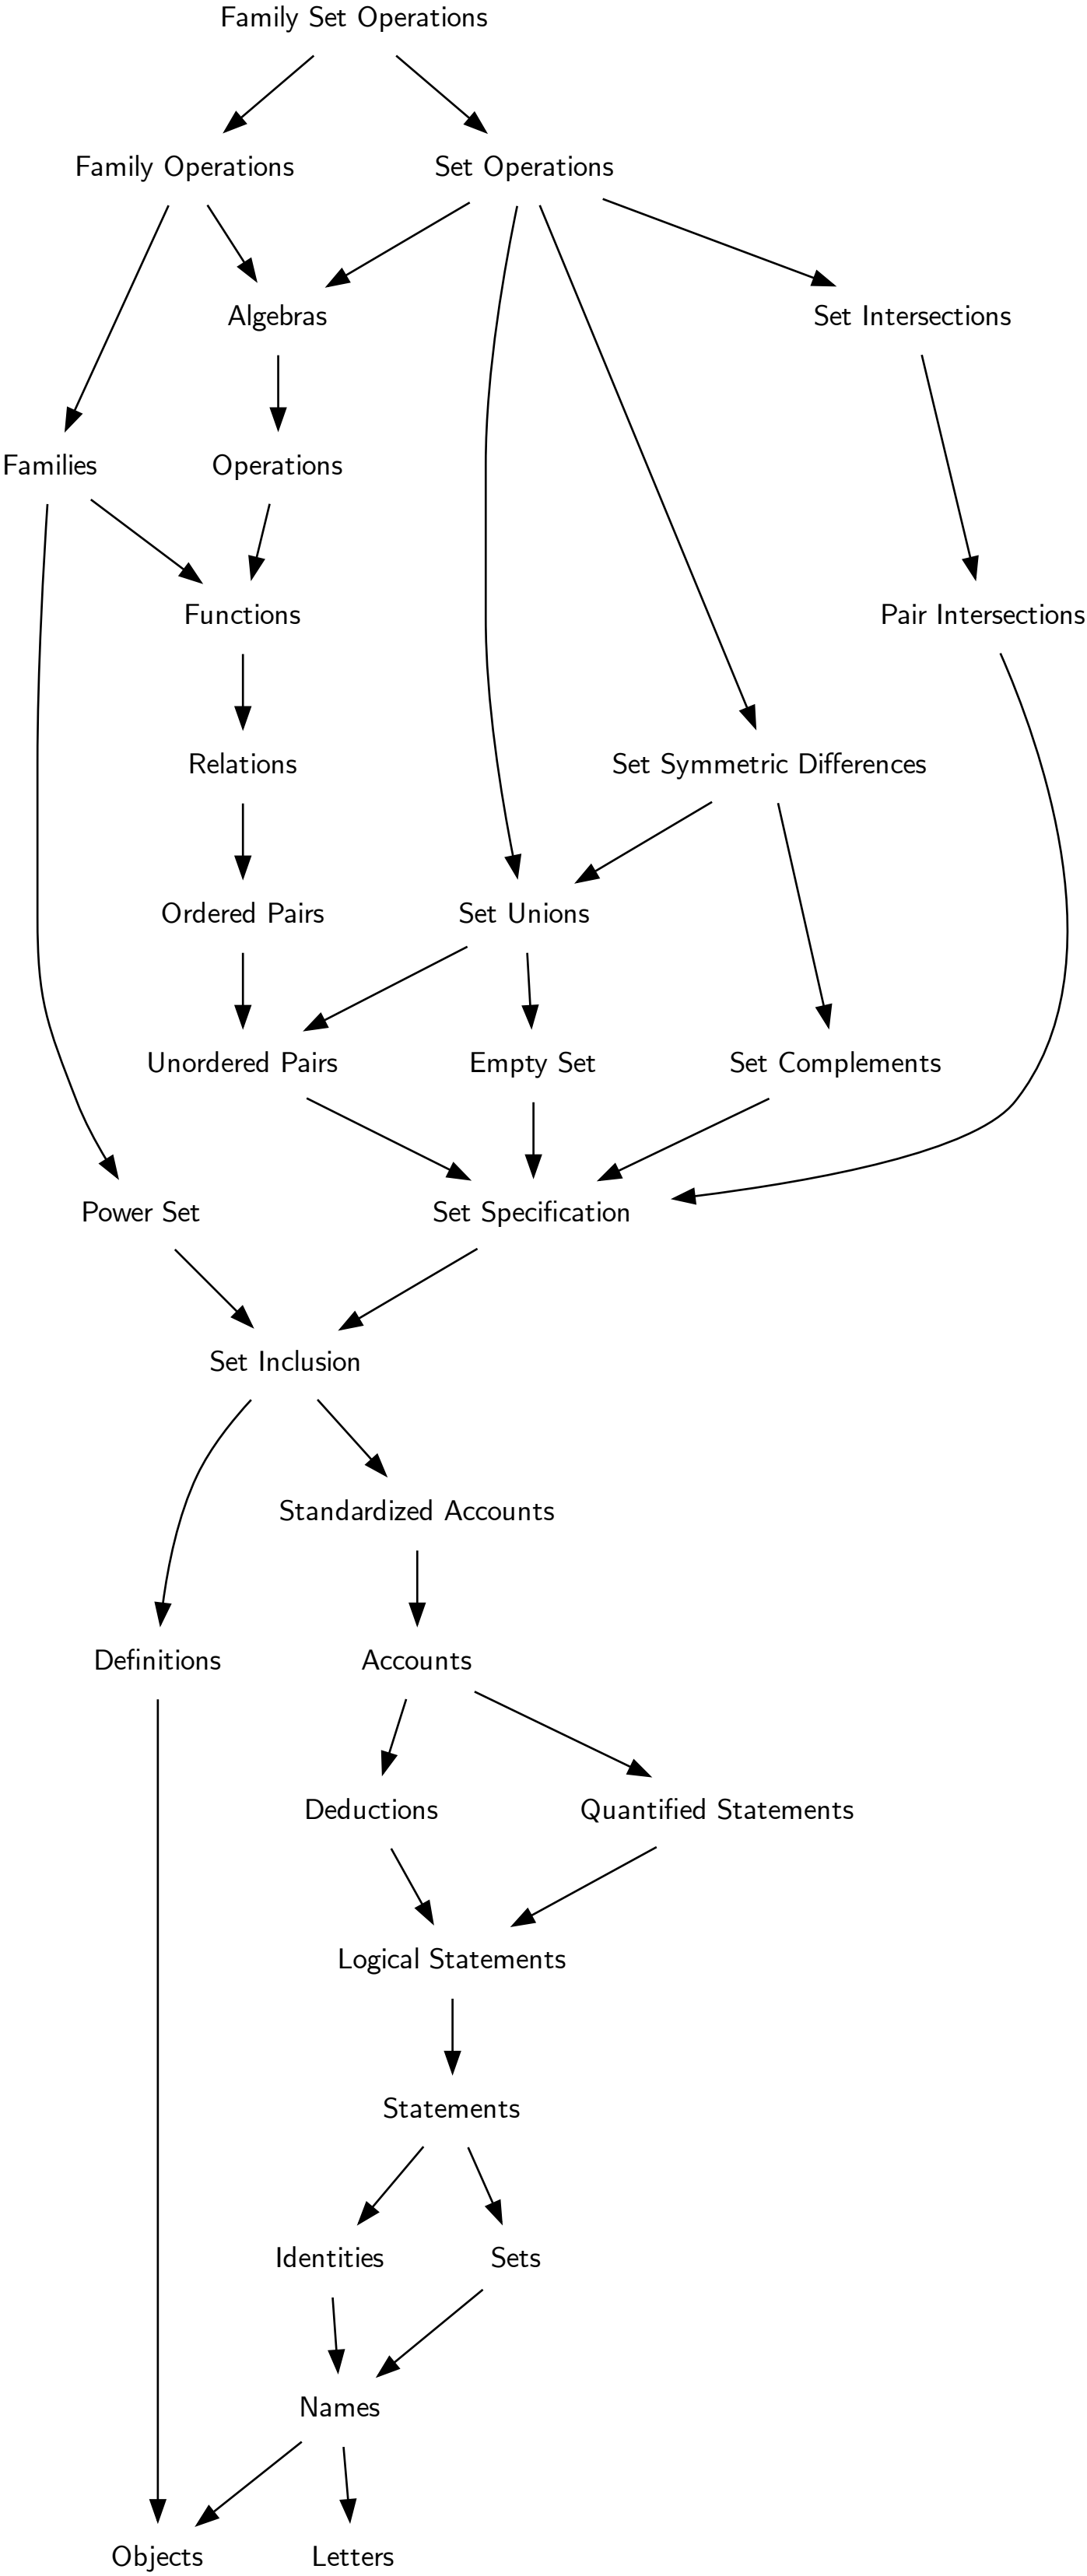 Family Set Operations
Family Operations
Set Operations
Algebras
Set Intersections
Families
Operations
Functions
Pair Intersections
Relations
Set Symmetric Differences
Ordered Pairs
Set Unions
Unordered Pairs
Empty Set
Set Complements
Power Set
Set Specification
Set Inclusion
Standardized Accounts
Definitions
Accounts
Deductions
Quantified Statements
Logical Statements
Statements
Identities
Sets
Names
Objects
Letters